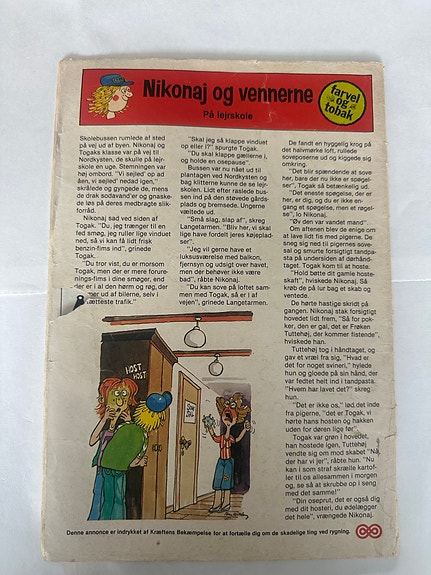 Nikonaj og vennerne
På lejrskole
farvel
og
tobak
Skolebussen rumlede af sted
på vej ud af byen. Nikonaj og
Togaks klasse var på vej til
Nordkysten, de skulle på lejr-
skole en uge. Stemningen var
høj ombord. "Vi sejler op ad
åen, vi sejler nedad igen,"
skrålede og gyngede de, mens
de drak sodavand og gnaske-
de løs på deres medbragte slik-
forråd.
Nikonaj sad ved siden af
Togak. "Du, jeg trænger til en
fed smøg, jeg ruller lige vinduet
ned, så vi kan få lidt frisk
benzin-fims ind", grinede
Togak.
"Du tror vist, du er morsom
Togak, men der er mere forure-
nings-fims i dine smøger, end
der er i al den hørm og røg, der
ud af bilerne, selv i
tætteste trafik."
"Skal jeg så klappe vinduet
op eller i?" spurgte Togak.
"Du skal klappe gællerne i,
og holde en osepause".
Bussen var nu nået ud til
plantagen ved Nordkysten og
bag klitterne kunne de se lejr-
skolen. Lidt efter raslede bus-
sen ind på den støvede gårds-
plads og bremsede. Ungerne
væltede ud.
"Små slag, slap af", skreg
Langetarmen. "Bliv her, vi skal
lige have fordelt jeres køjeplad-
ser".
"Jeg vil gerne have et
luksusværelse med balkon,
fjernsyn og udsigt over havet,
men der behøver ikke være
bad", råbte Nikonaj.
"Du kan sove på loftet sam-
men med Togak, så er I af
vejen", grinede Langetarmen.
De fandt en hyggelig krog på
det halvmørke loft, rullede
soveposerne ud og kiggede sig
omkring.
"Det blir spændende at sove
her, bare der nu ikke er spøgel-
ser", Togak så betænkelig ud.
"Det eneste spøgelse, der er
her, er dig, og du er ikke en-
gang et spøgelse, men et røgel-
se", lo Nikonaj.
"Øv den var vandet mand"
Om aftenen blev de enige om
at lave lidt fis med pigerne. De
sneg sig ned til pigernes sove-
sal og smurte forsigtigt tandpa-
sta på undersiden af dørhånd-
taget. Togak kom til at hoste.
"Hold bøtte dit gamle hoste-
skaft", hviskede Nikonaj. Så
krøb de på lur bag et skab og
ventede.
De hørte hastige skridt på
gangen. Nikonaj stak forsigtigt
hovedet lidt frem, "Så for po-
ker, den er gal, det er Frøken
Tuttehøj, der kommer fistende",
hviskede han.
Tuttehøj tog i håndtaget, og
gav et vræl fra sig, "Hvad er
det for noget svineri," hylede
hun og gloede på sin hånd, der
var fedtet helt ind i tandpasta.
"Hvem har lavet det?" skreg
hun.
"Det er ikke os," lød det inde
fra pigerne, "det er Togak, vi
hørte hans hosten og hakken
uden for døren lige før".
Togak var grøn i hovedet,
han hostede igen, Tuttehøj
vendte sig om mod skabet "Nå,
der har vi jer", råbte hun. "Nu
kan I som straf skrælle kartof-
ler til os allesammen i morgen
og, se så at skrubbe op i seng
med det samme!"
"Din oseprut, det er også dig
med dit hosteri, du ødelægger
det hele", vrængede Nikonaj.
HOST
HOST
Denne annonce er indrykket af Kræftens Bekæmpelse for at fortælle dig om de skadelige ting ved rygning.